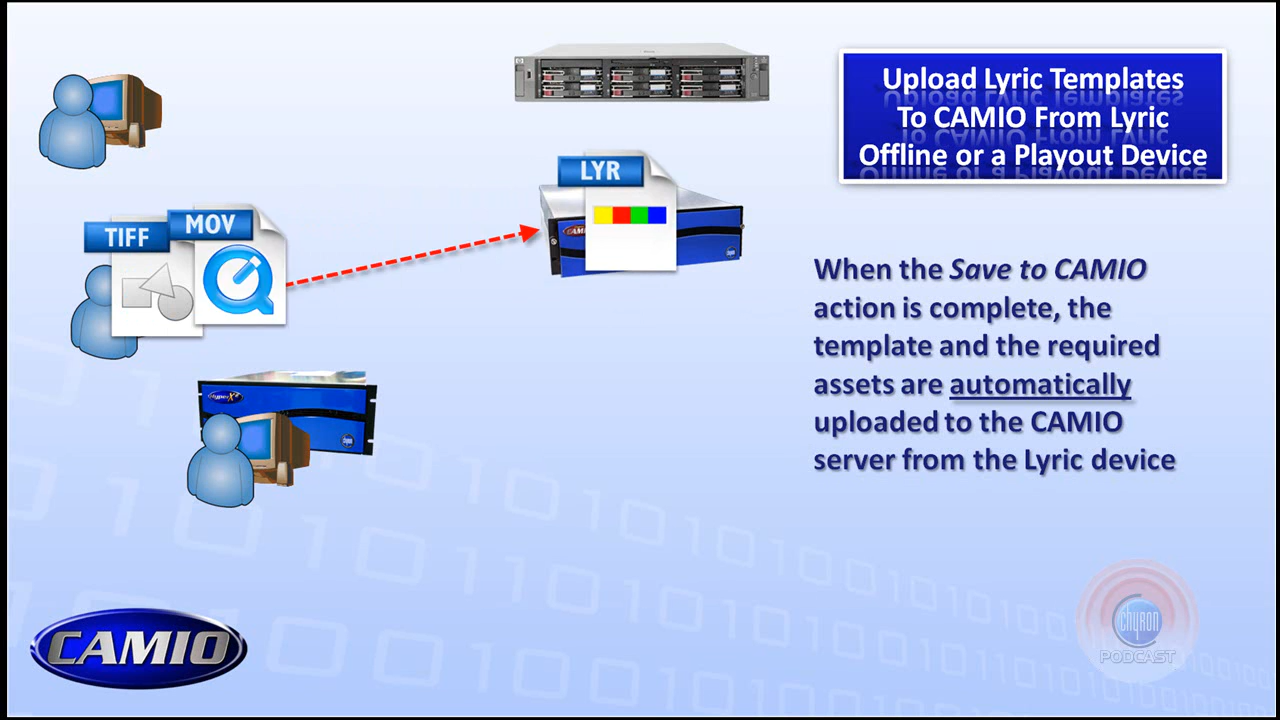 Upload Lyric Templates
To CAMIO From Lyric
Offline or a Playout Device
LYR
MOV
TIFF
When the Save to CAMIO
action is complete, the
template and the required
assets are automatically
uploaded to the CAMIO
server from the Lyric device
HyperX
chyron
CAMIO
chyron
PODCAST